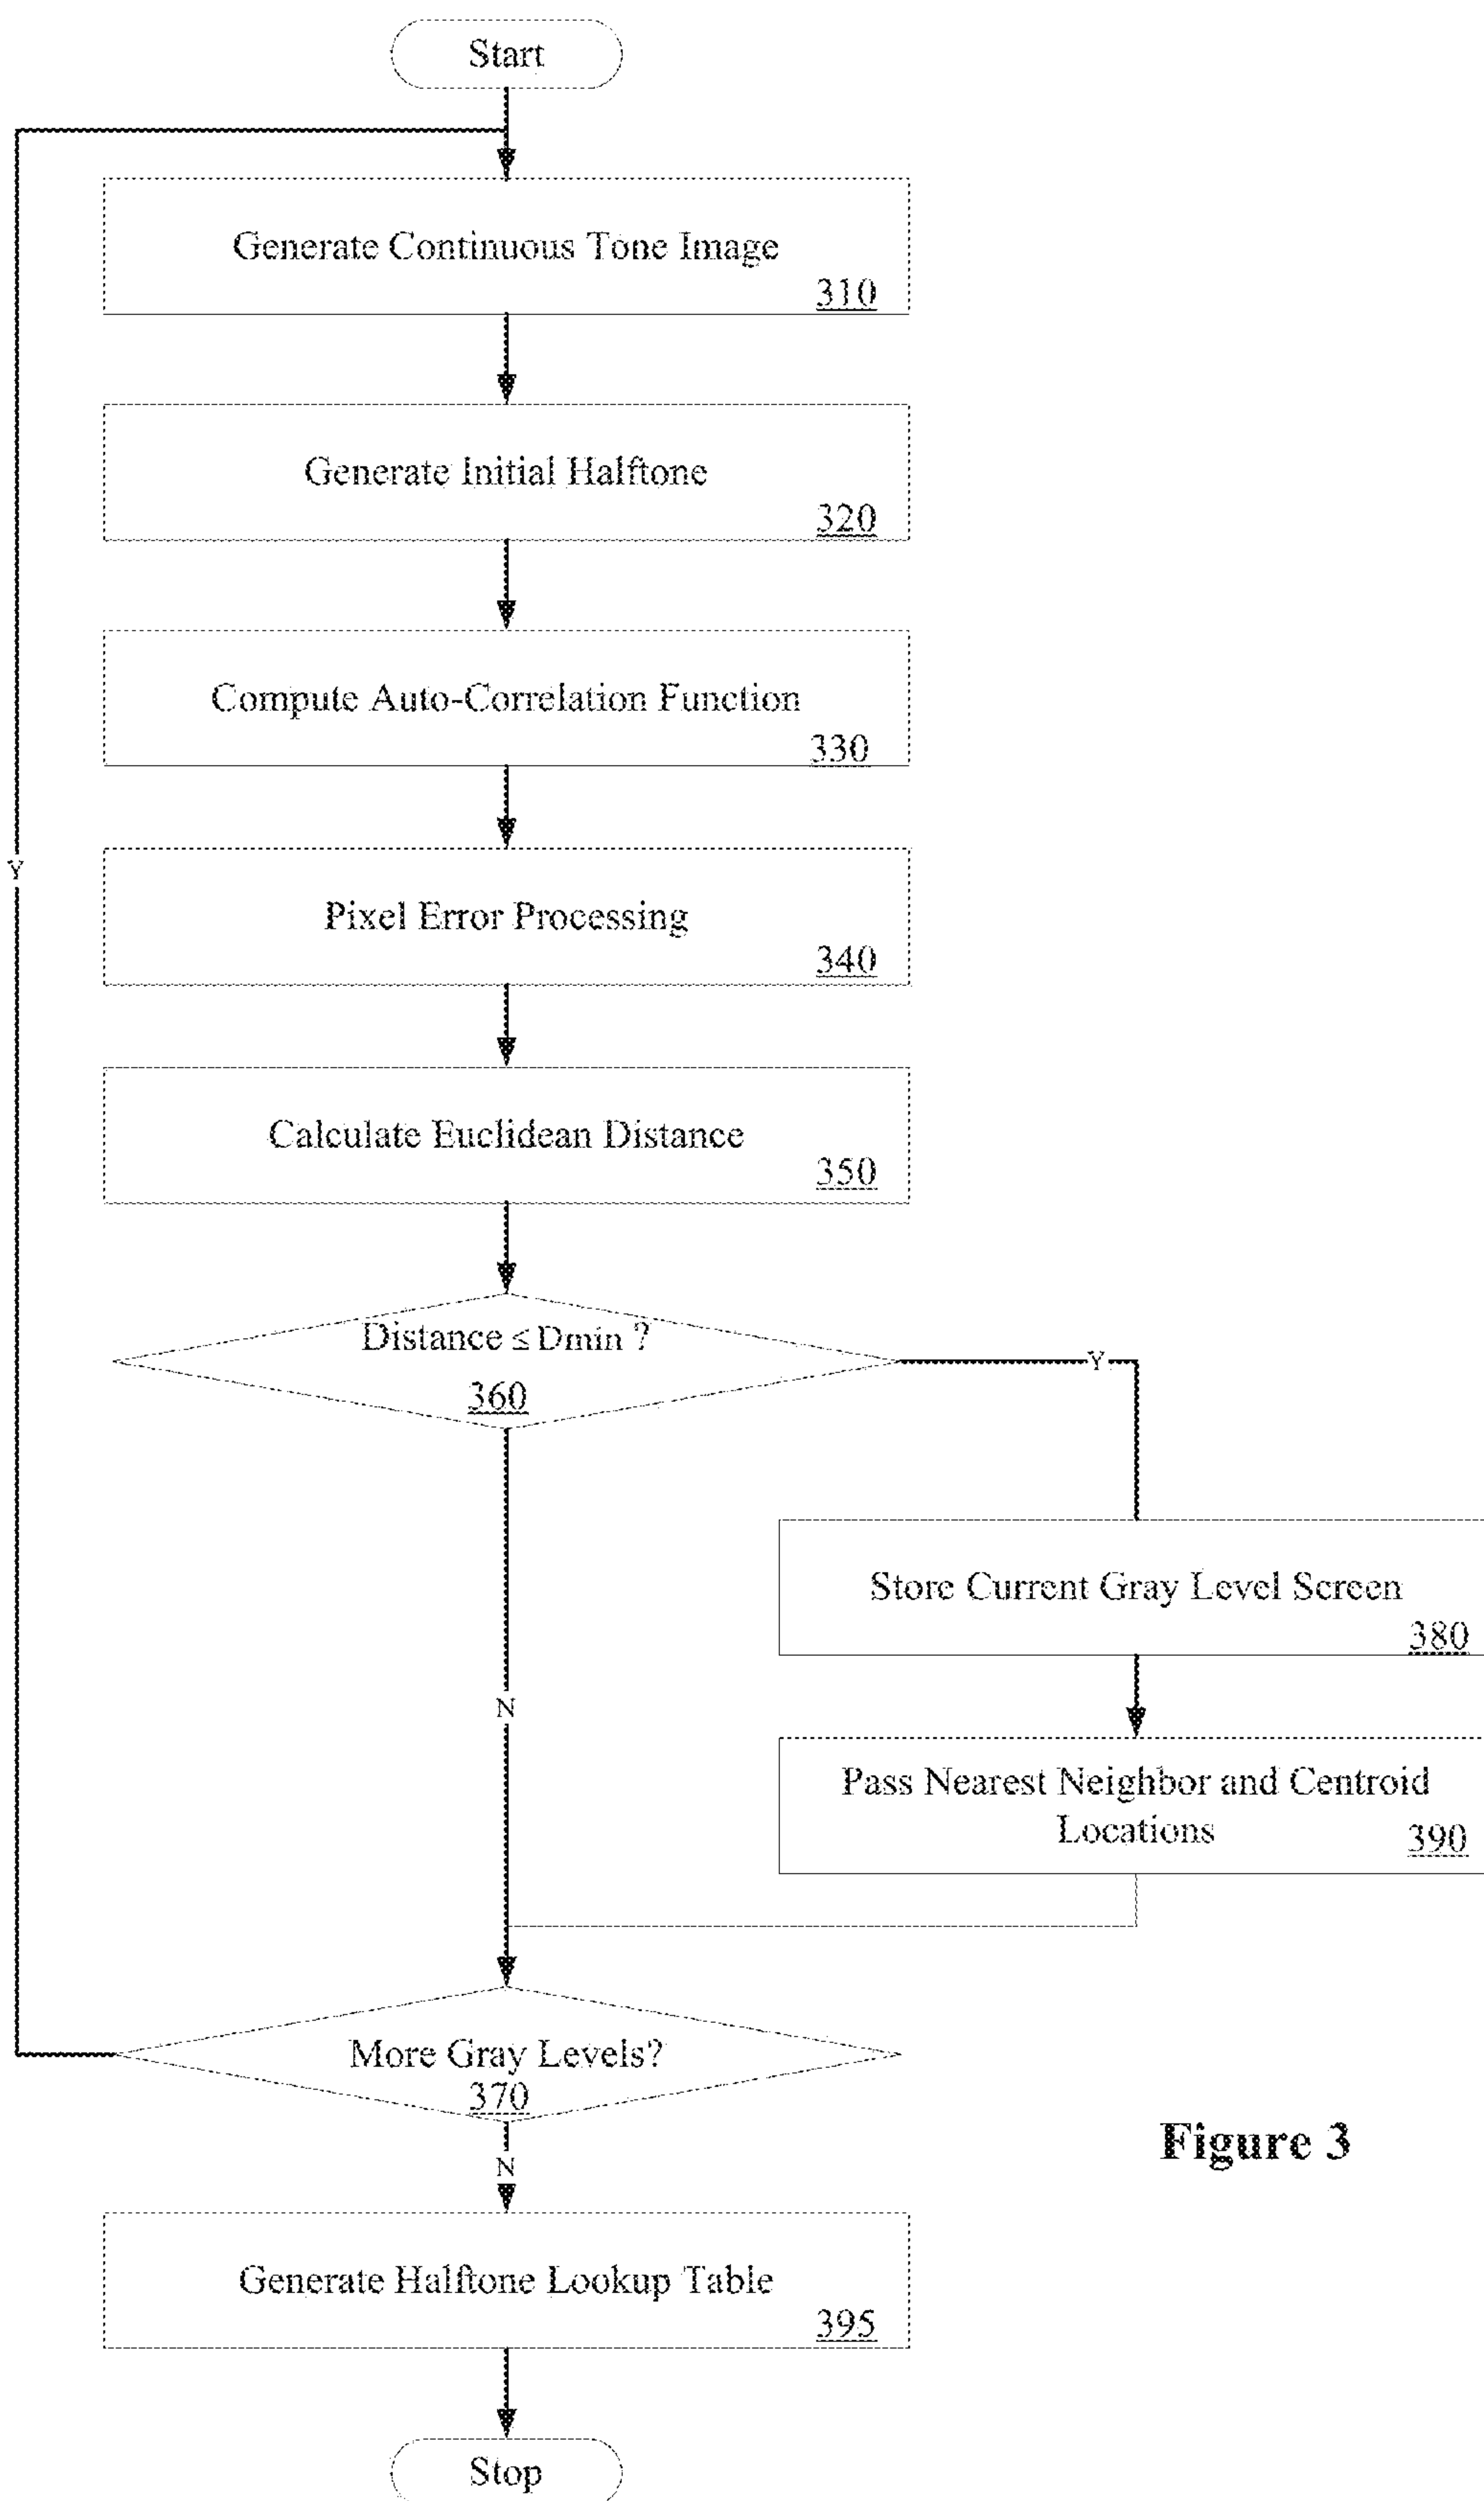 Start
Generate Continuous Tone Image
310
Generate Initial Halftone
320
Compute Auto-Correlation Function
330
Y
Pixel Error Processing
340
Calculate Euclidean Distance
350
Distance ≤ Dmin ?
360
Y
Store Current Gray Level Screen
380
N
Pass Nearest Neighbor and Centroid
Locations
390
More Gray Levels?
370
N
Figure 3
Generate Halftone Lookup Table
395
Stop